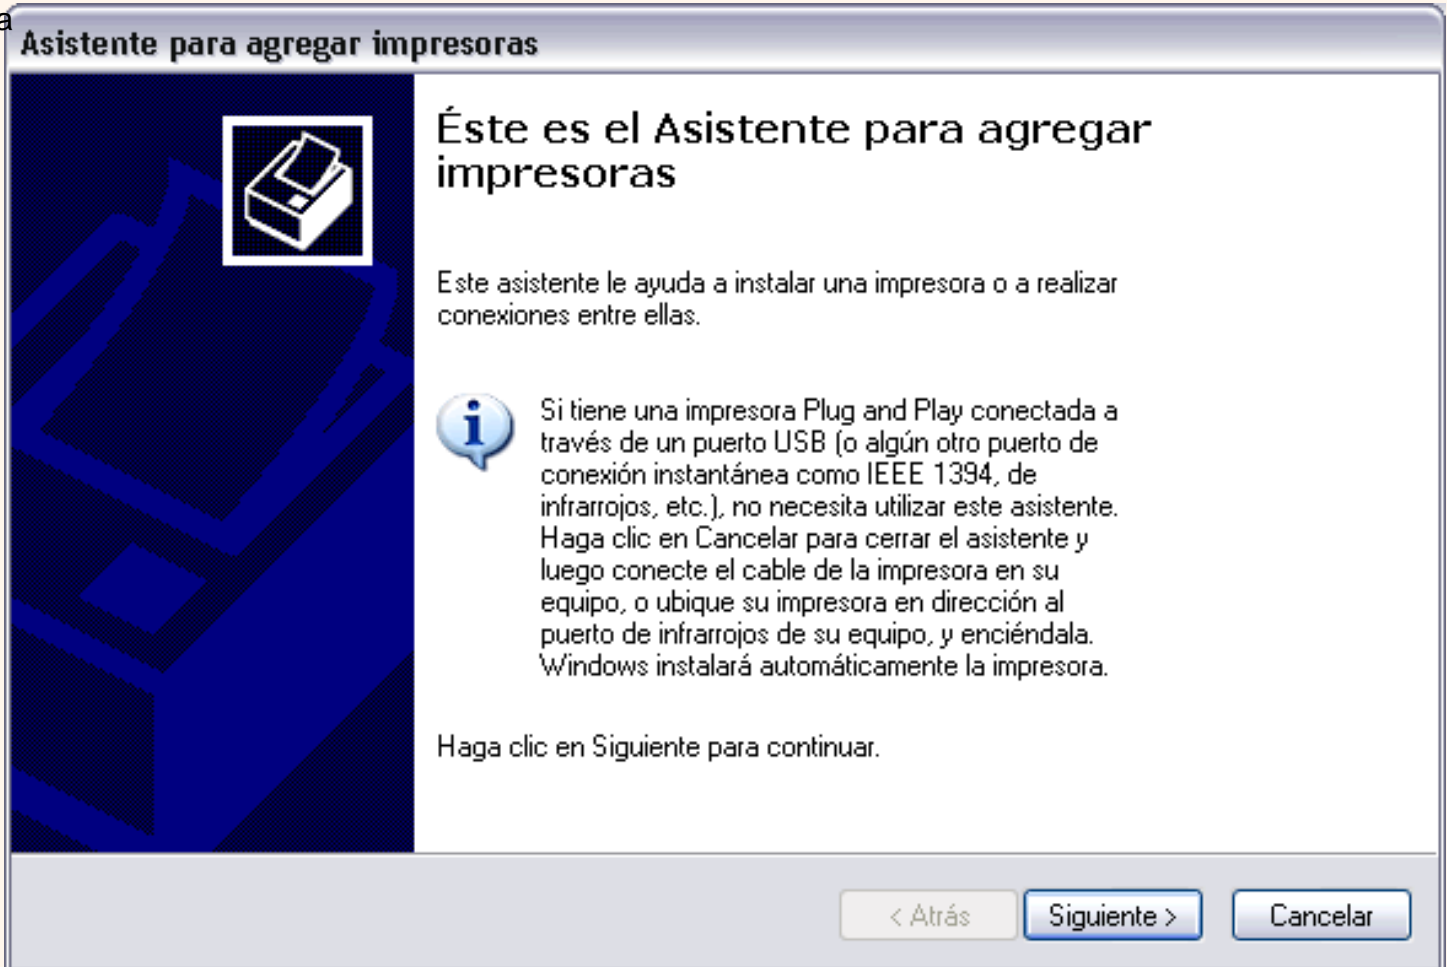 a
Asistente para agregar impresoras
Éste es el Asistente para agregar
impresoras
Este asistente le ayuda a instalar una impresora o a realizar
conexiones entre ellas.
Si tiene una impresora Plug and Play conectada a
través de un puerto USB (o algún otro puerto de
conexión instantánea como IEEE 1394, de
infrarrojos, etc.), no necesita utilizar este asistente.
Haga clic en Cancelar para cerrar el asistente y
luego conecte el cable de la impresora en su
equipo, o ubique su impresora en dirección al
puerto de infrarrojos de su equipo, y enciéndala.
Windows instalará automáticamente la impresora.
Haga clic en Siguiente para continuar.
< Atrás Siguiente > Cancelar